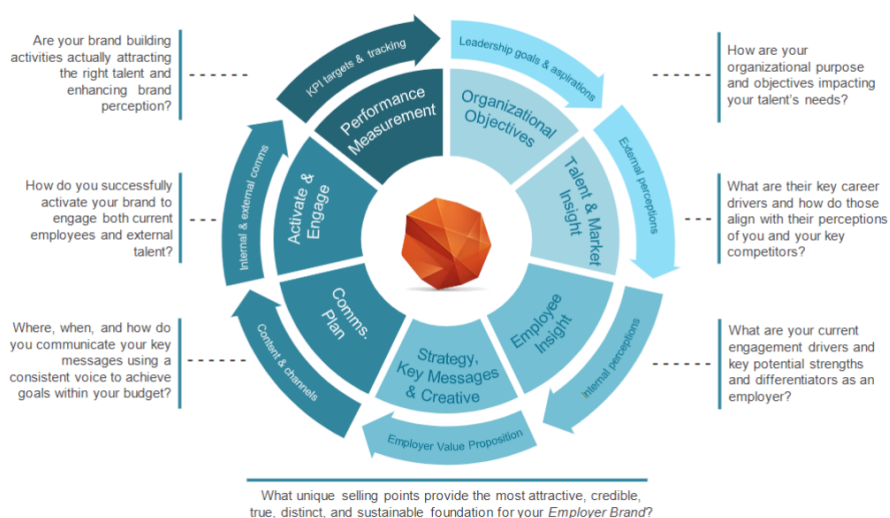 Are your brand building
activities actually attracting
the right talent and
enhancing brand
perception?
KPI targets & tracking
Leadership goals & aspirations
How are your
organizational purpose
and objectives impacting
your talent's needs?
Performance
Measurement
Organizational
Objectives
How do you successfully
activate your brand to
engage both current
employees and external
talent?
Internal & external comms
Activate &
Engage
Talent & Market
Insight
External perceptions
What are their key career
drivers and how do those
align with their perceptions
of you and your key
competitors?
Where, when, and how do
you communicate your key
messages using a
consistent voice to achieve
goals within your budget?
Content & channels
Comms.
Plan
Strategy,
Key Messages
& Creative
Employee
Insight
Internal perceptions
What are your current
engagement drivers and
key potential strengths
and differentiators as an
employer?
Employer Value Proposition
What unique selling points provide the most attractive, credible,
true, distinct, and sustainable foundation for your Employer Brand?